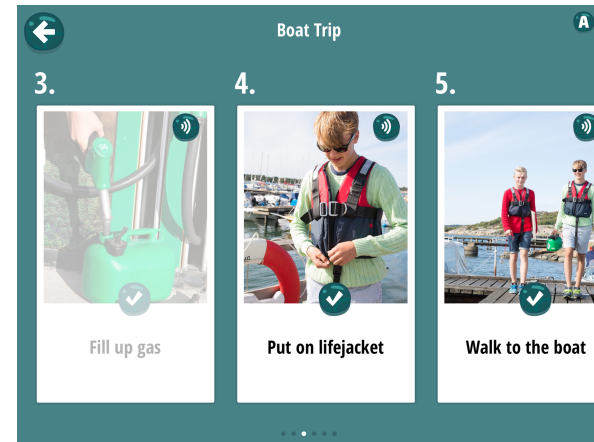 Boat Trip
A
3.
4.
5.
Fill up gas
Put on lifejacket
Walk to the boat